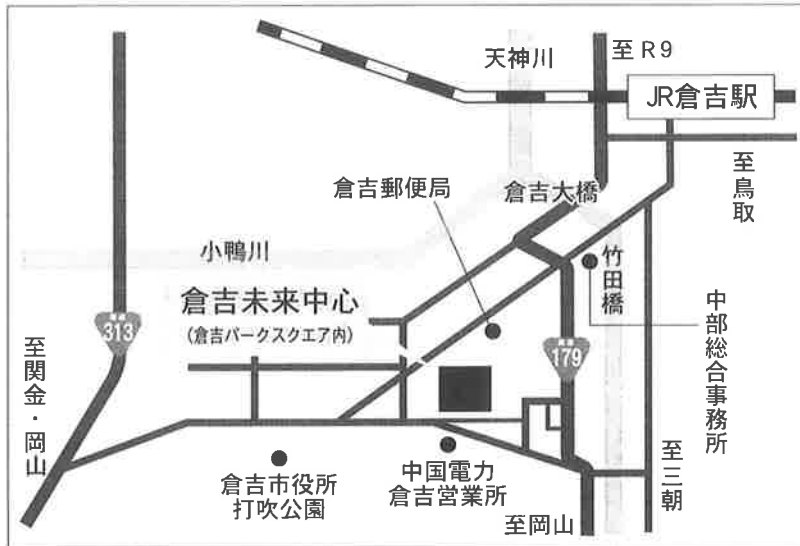 天神川
至R9
JR倉吉駅
至鳥取
倉吉郵便局
倉吉大橋
小鴨川
竹田橋
倉吉未来中心
(倉吉パークスクエア内)
中部総合事務所
313
179
至関金・岡山
至三朝
倉吉市役所
打吹公園
中国電力
倉吉営業所
至岡山